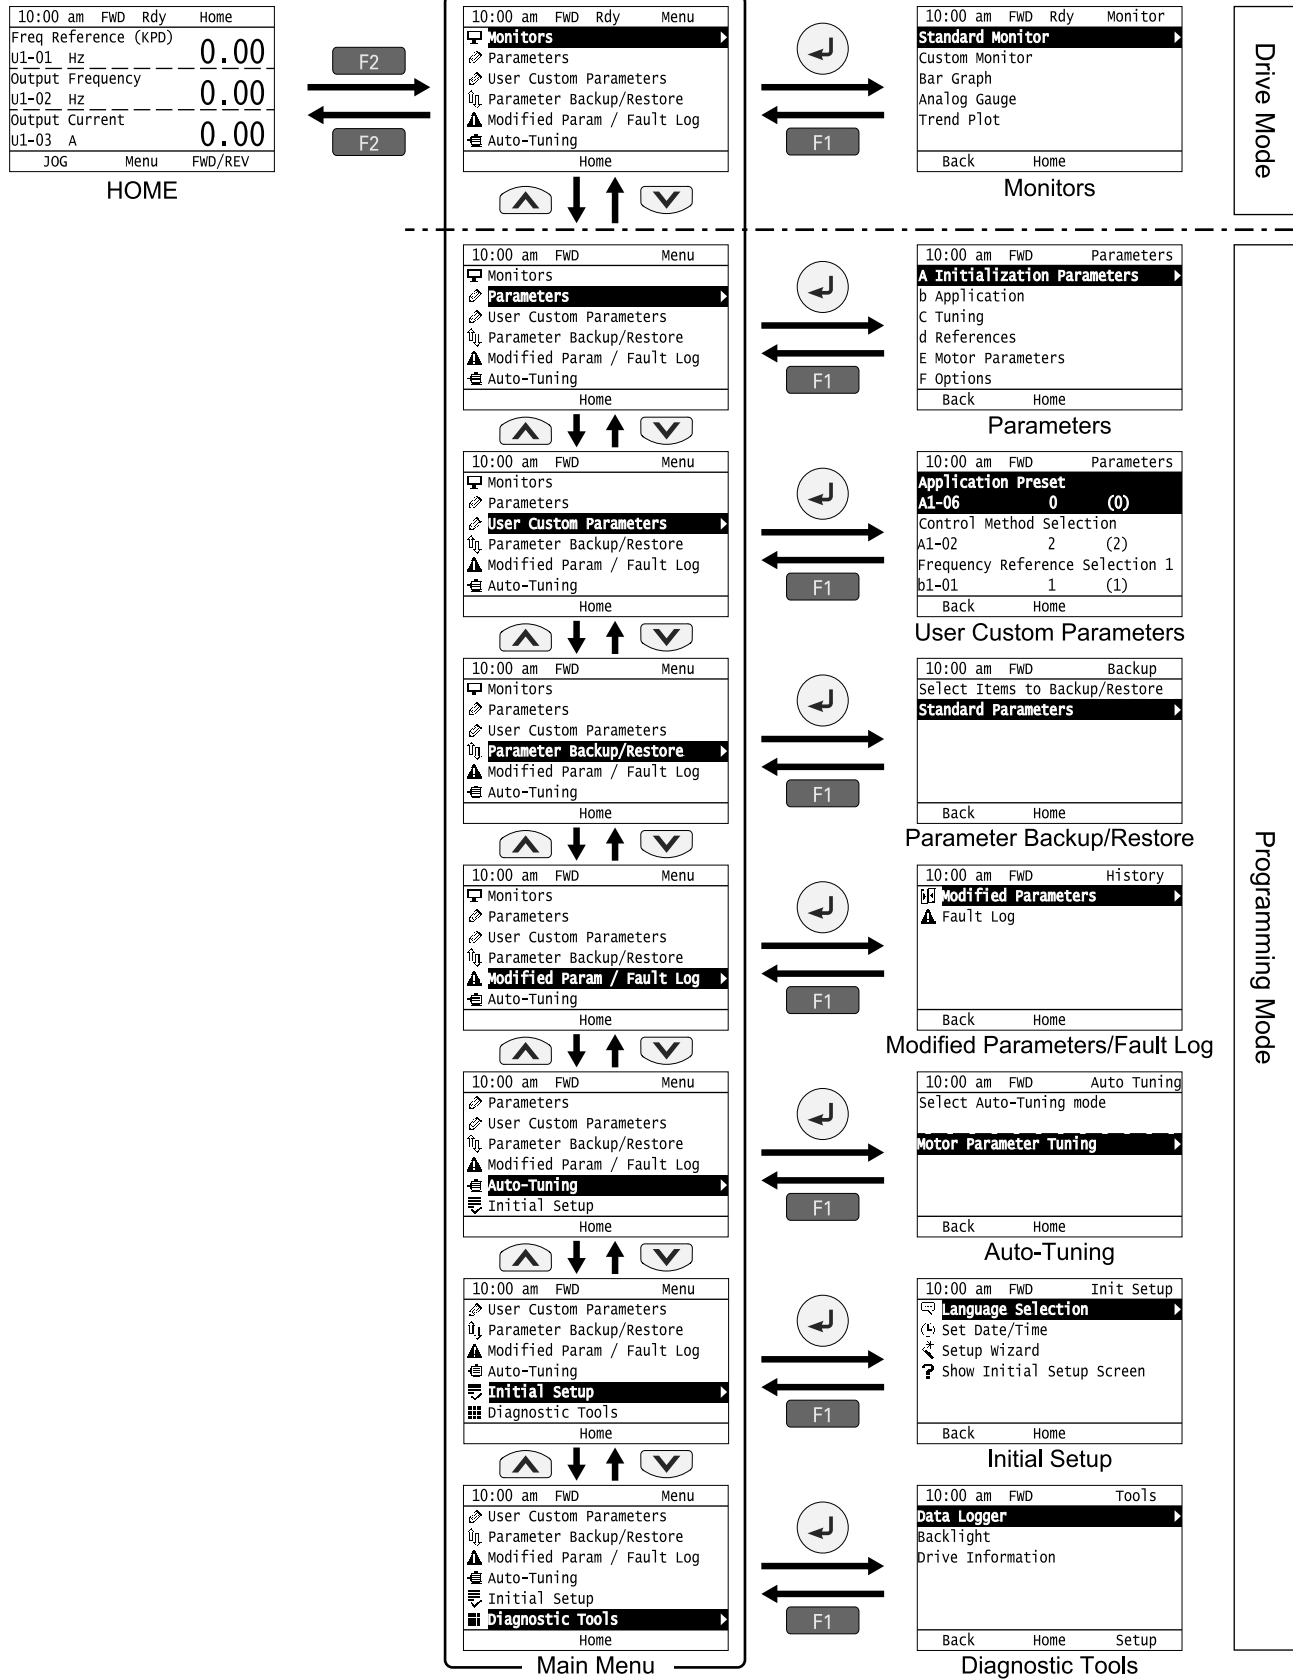 10:00 am FWD Rdy Home
Freq Reference (KPD)
U1-01 Hz 0.00
Output Frequency
U1-02 Hz 0.00
Output Current
U1-03 A 0.00
JOG Menu FWD/REV
HOME
F2
F2
10:00 am FWD Rdy Menu
Monitors
Parameters
User Custom Parameters
Parameter Backup/Restore
Modified Param / Fault Log
Auto-Tuning
Home
F1
10:00 am FWD Rdy Monitor
Standard Monitor
Custom Monitor
Bar Graph
Analog Gauge
Trend Plot
Back Home
Monitors
Drive Mode
10:00 am FWD Menu
Monitors
Parameters
User Custom Parameters
Parameter Backup/Restore
Modified Param / Fault Log
Auto-Tuning
Home
F1
10:00 am FWD Parameters
A Initialization Parameters
b Application
C Tuning
d References
E Motor Parameters
F Options
Back Home
Parameters
10:00 am FWD Menu
Monitors
Parameters
User Custom Parameters
Parameter Backup/Restore
Modified Param / Fault Log
Auto-Tuning
Home
F1
10:00 am FWD Parameters
Application Preset
A1-06 0 (0)
Control Method Selection
A1-02 2 (2)
Frequency Reference Selection 1
b1-01 1 (1)
Back Home
User Custom Parameters
10:00 am FWD Menu
Monitors
Parameters
User Custom Parameters
Parameter Backup/Restore
Modified Param / Fault Log
Auto-Tuning
Home
F1
10:00 am FWD Backup
Select Items to Backup/Restore
Standard Parameters
Back Home
Parameter Backup/Restore
10:00 am FWD Menu
Monitors
Parameters
User Custom Parameters
Parameter Backup/Restore
Modified Param / Fault Log
Auto-Tuning
Home
F1
10:00 am FWD History
Modified Parameters
Fault Log
Back Home
Modified Parameters/Fault Log
Programming Mode
10:00 am FWD Menu
Parameters
User Custom Parameters
Parameter Backup/Restore
Modified Param / Fault Log
Auto-Tuning
Initial Setup
Home
F1
10:00 am FWD Auto Tuning
Select Auto-Tuning mode
Motor Parameter Tuning
Back Home
Auto-Tuning
10:00 am FWD Menu
User Custom Parameters
Parameter Backup/Restore
Modified Param / Fault Log
Auto-Tuning
Initial Setup
Diagnostic Tools
Home
F1
10:00 am FWD Init Setup
Language Selection
Set Date/Time
Setup Wizard
Show Initial Setup Screen
Back Home
Initial Setup
10:00 am FWD Menu
User Custom Parameters
Parameter Backup/Restore
Modified Param / Fault Log
Auto-Tuning
Initial Setup
Diagnostic Tools
Home
Main Menu
F1
10:00 am FWD Tools
Data Logger
Backlight
Drive Information
Back Home Setup
Diagnostic Tools